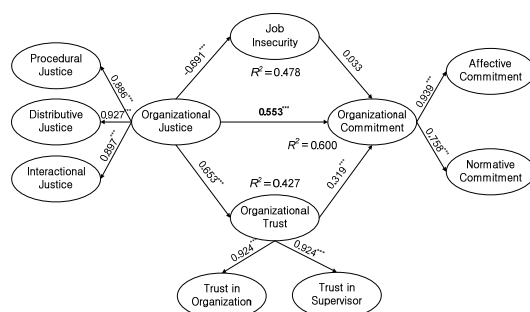 Job
Insecurity
R² = 0.478
-0.691***
0.033
Procedural
Justice
0.886***
Distributive
Justice
0.927**
Interactional
Justice
0.897***
Organizational
Justice
0.553***
R² = 0.600
Organizational
Commitment
0.939***
Affective
Commitment
0.758***
Normative
Commitment
0.653***
R² = 0.427
0.319***
Organizational
Trust
0.924***
0.924***
Trust in
Organization
Trust in
Supervisor